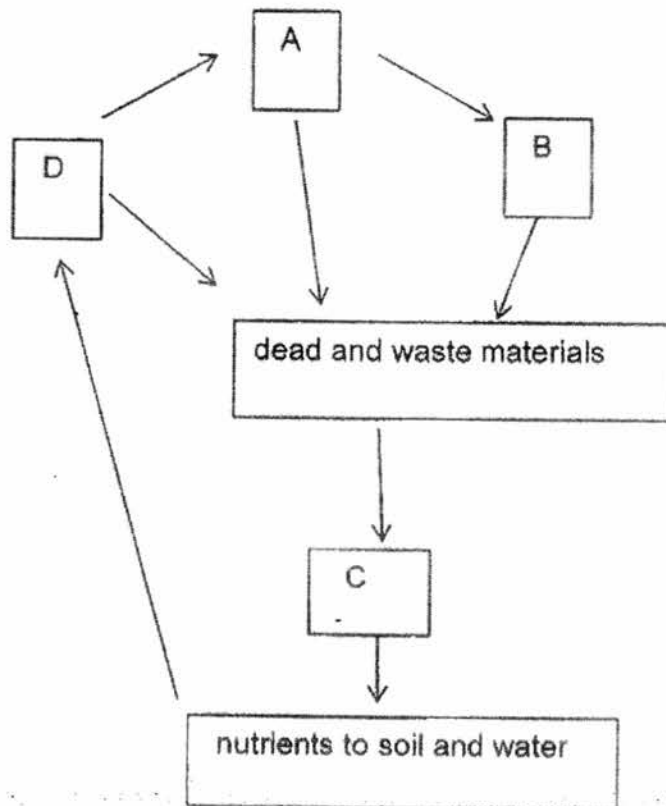 A
B
D
dead and waste materials
C
nutrients to soil and water